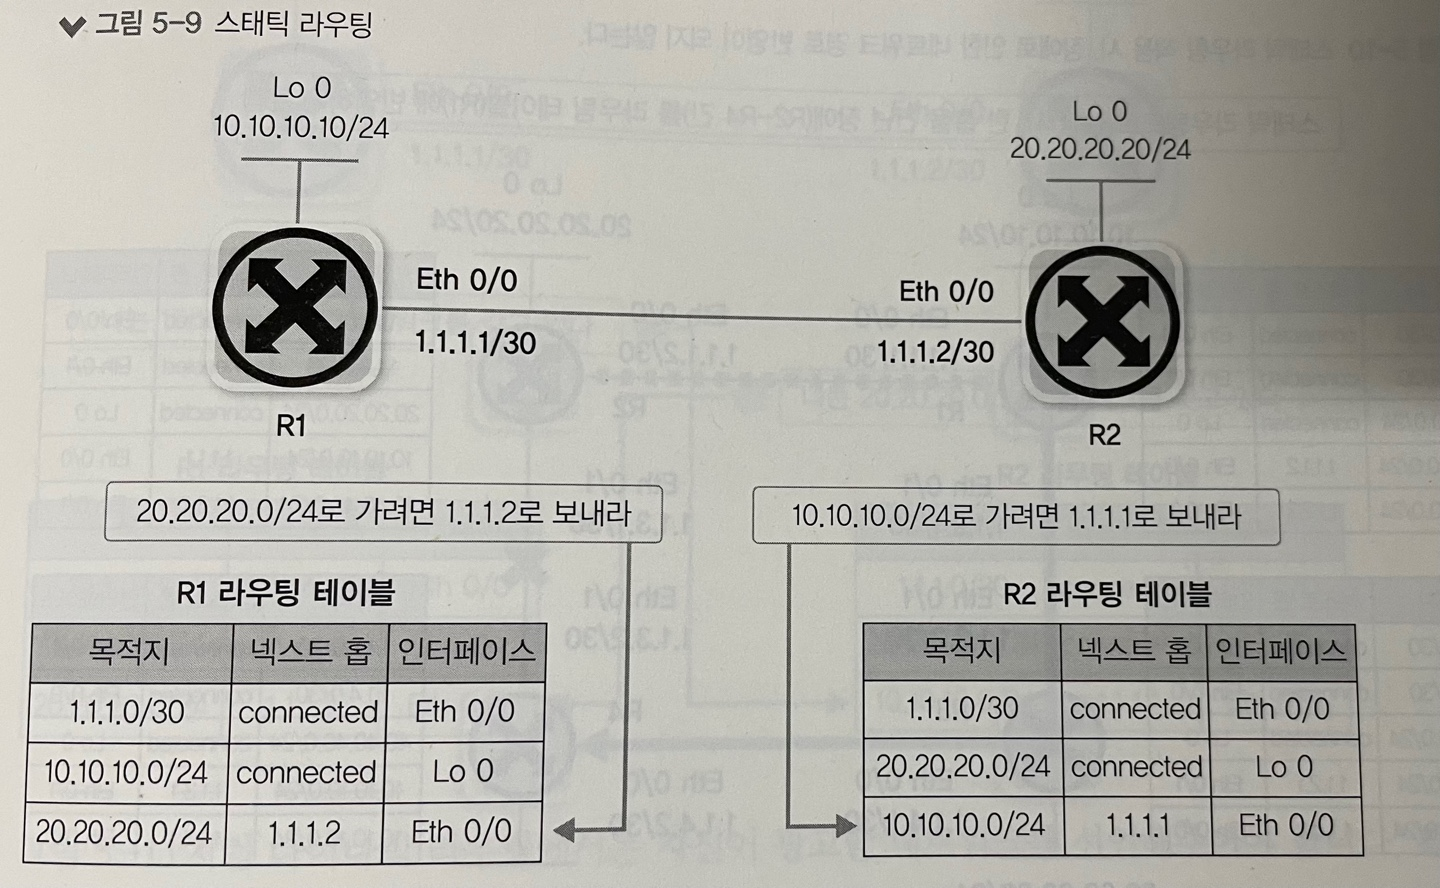 그림 5-9 스태틱 라우팅
Lo 0
10.10.10.10/24
Lo 0
20.20.20.20/24
Eth 0/0
1.1.1.1/30
Eth 0/0
1.1.1.2/30
R1
R2
20.20.20.0/24로 가려면 1.1.1.2로 보내라
10.10.10.0/24로 가려면 1.1.1.1로 보내라
R1 라우팅 테이블
목적지 넥스트 홉 인터페이스
1.1.1.0/30 connected Eth 0/0
10.10.10.0/24 connected Lo 0
20.20.20.0/24 1.1.1.2 Eth 0/0
R2 라우팅 테이블
목적지 넥스트 홉 인터페이스
1.1.1.0/30 connected Eth 0/0
20.20.20.0/24 connected Lo 0
10.10.10.0/24 1.1.1.1 Eth 0/0